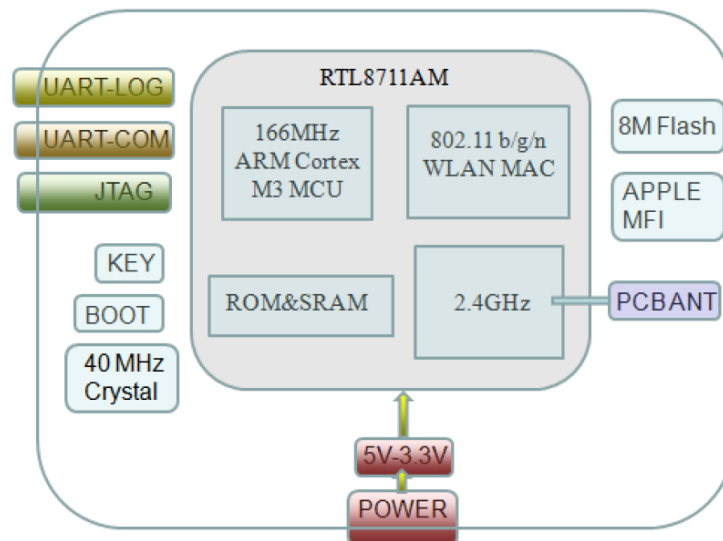 RTL8711AM
UART-LOG
UART-COM
JTAG
KEY
BOOT
40 MHz
Crystal
166MHz
ARM Cortex
M3 MCU
802.11 b/g/n
WLAN MAC
ROM&SRAM
2.4GHz
8M Flash
APPLE
MFI
PCBANT
5V-3.3V
POWER